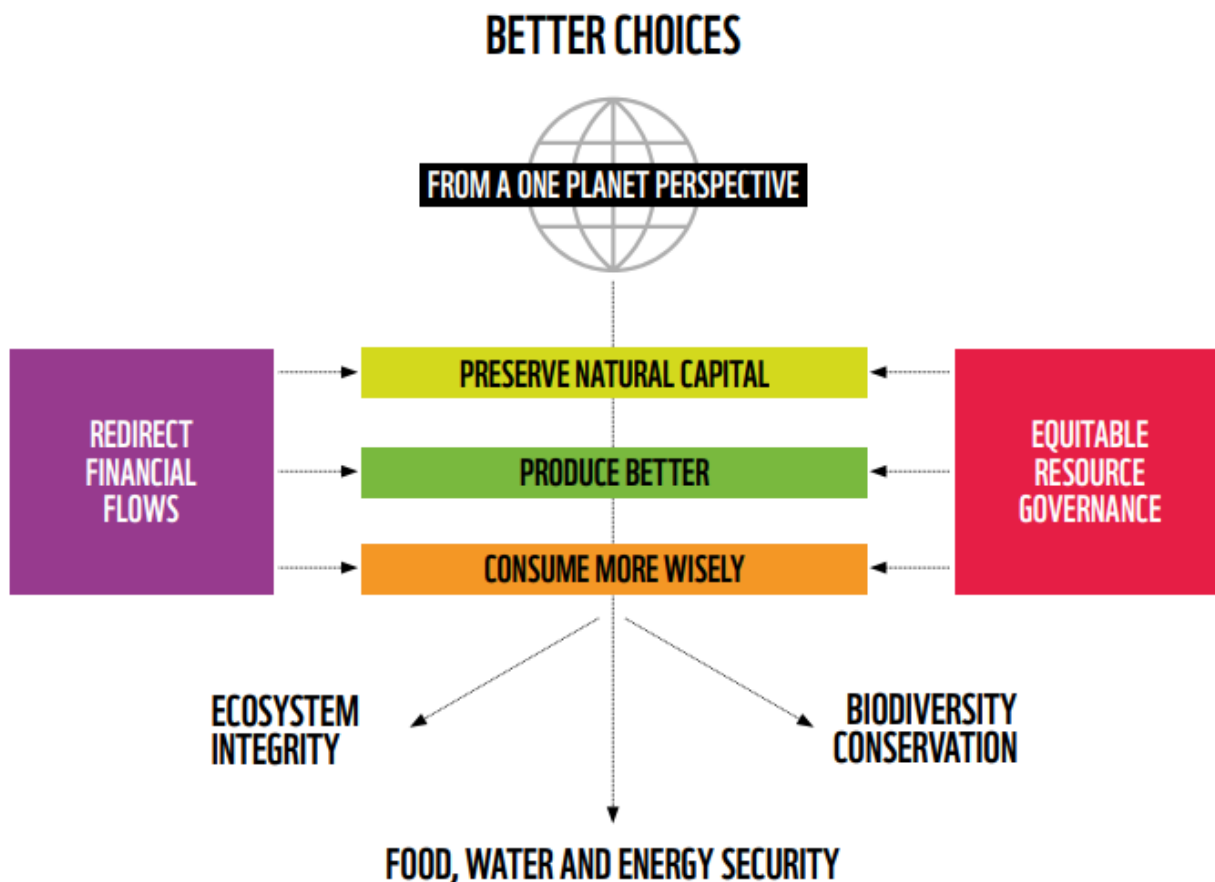 BETTER CHOICES
FROM A ONE PLANET PERSPECTIVE
REDIRECT
FINANCIAL
FLOWS
PRESERVE NATURAL CAPITAL
PRODUCE BETTER
CONSUME MORE WISELY
EQUITABLE
RESOURCE
GOVERNANCE
ECOSYSTEM
INTEGRITY
BIODIVERSITY
CONSERVATION
FOOD, WATER AND ENERGY SECURITY